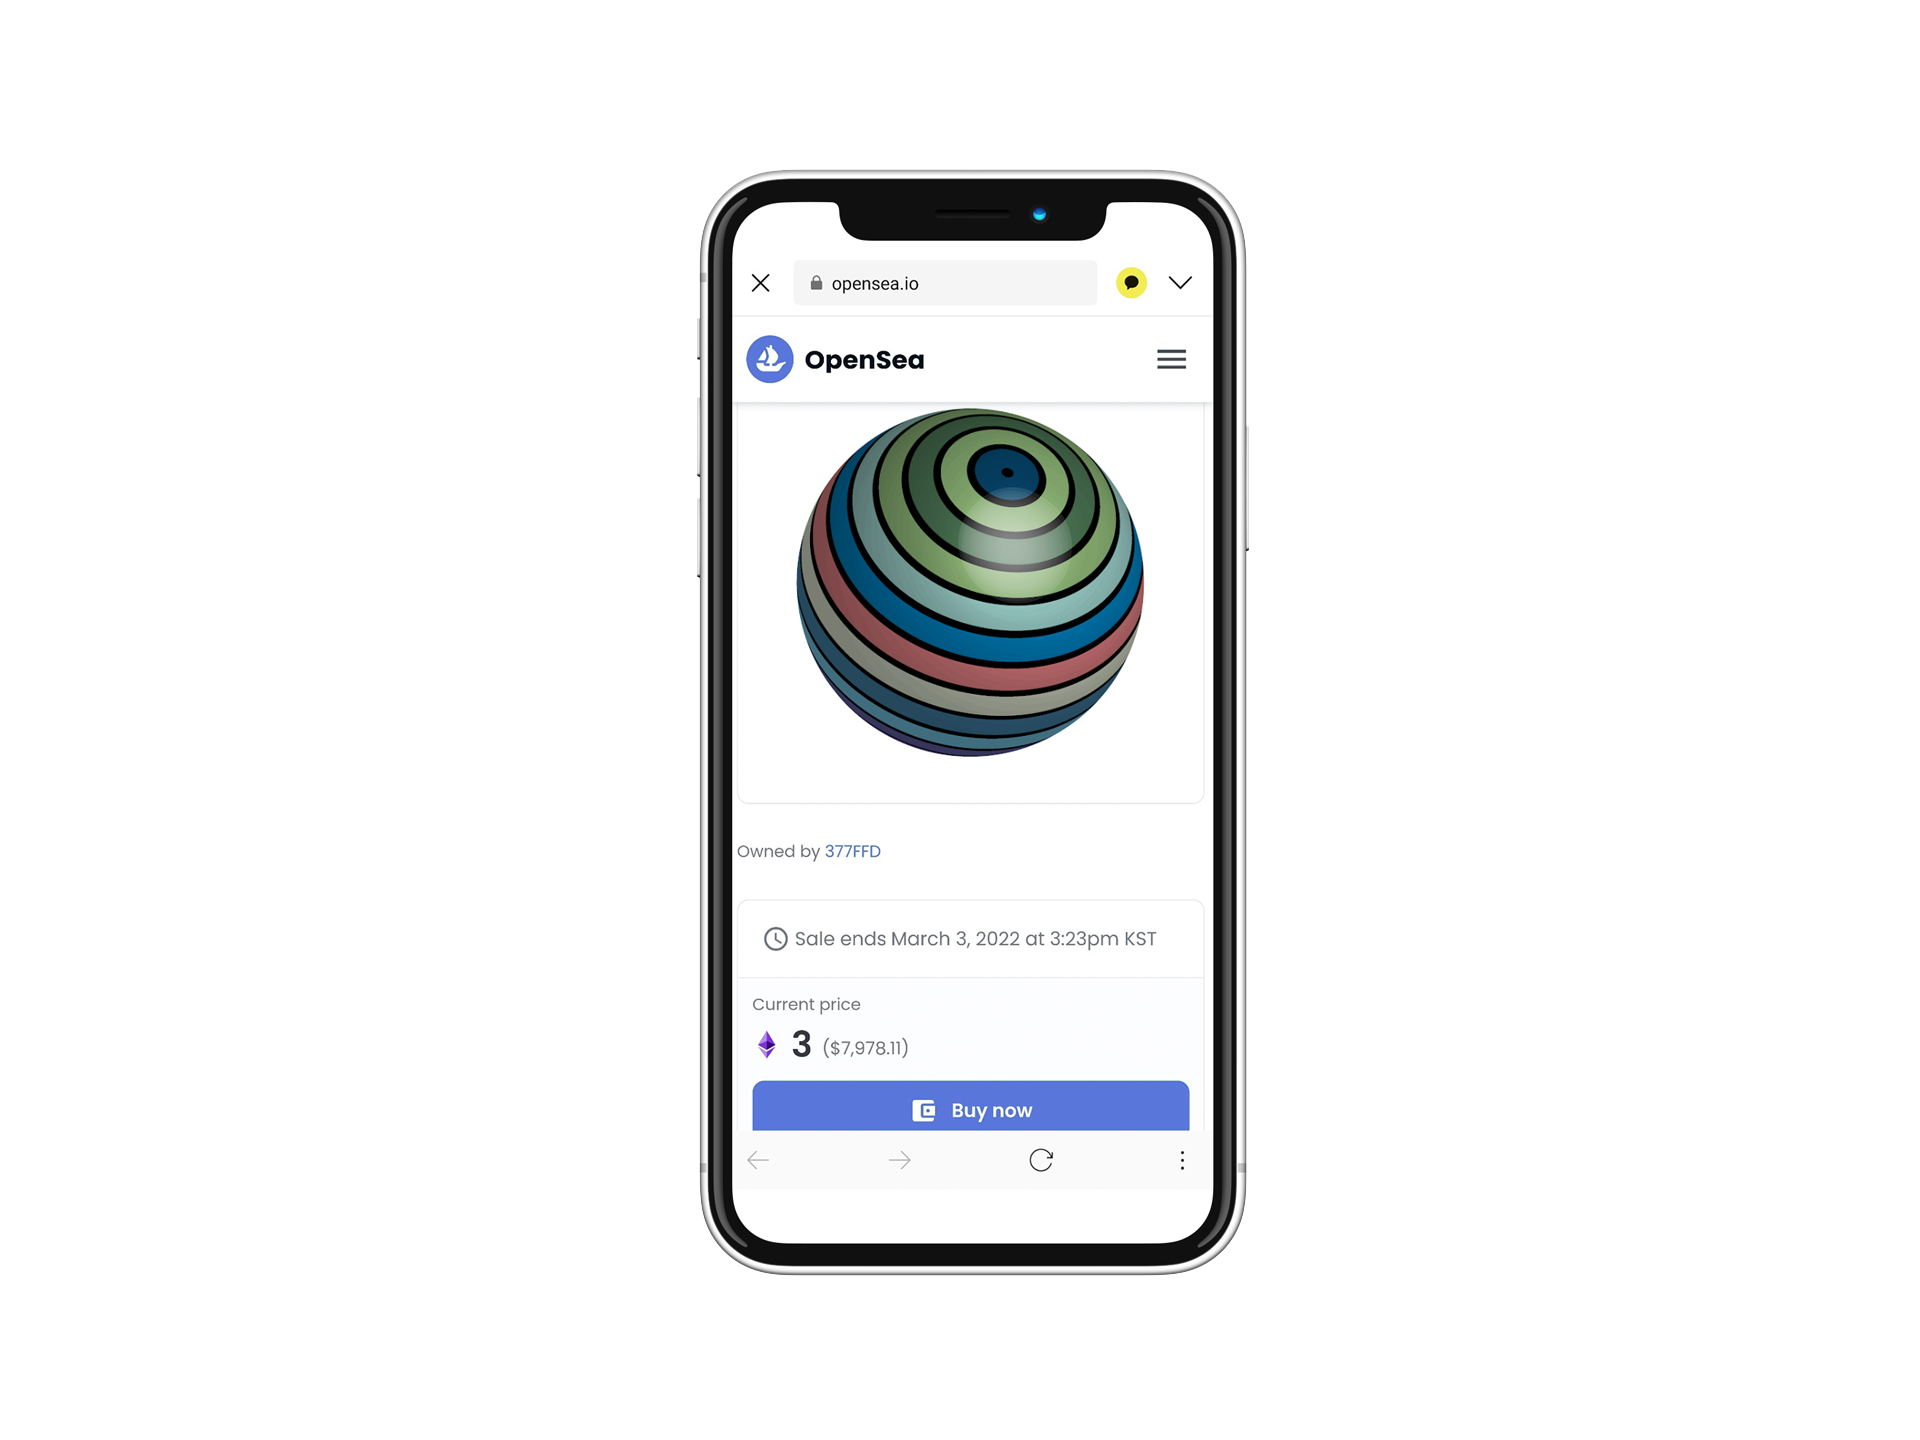 opensea.io
OpenSea
Owned by 377FFD
Sale ends March 3, 2022 at 3:23pm KST
Current price
3 ($7,978.11)
Buy now